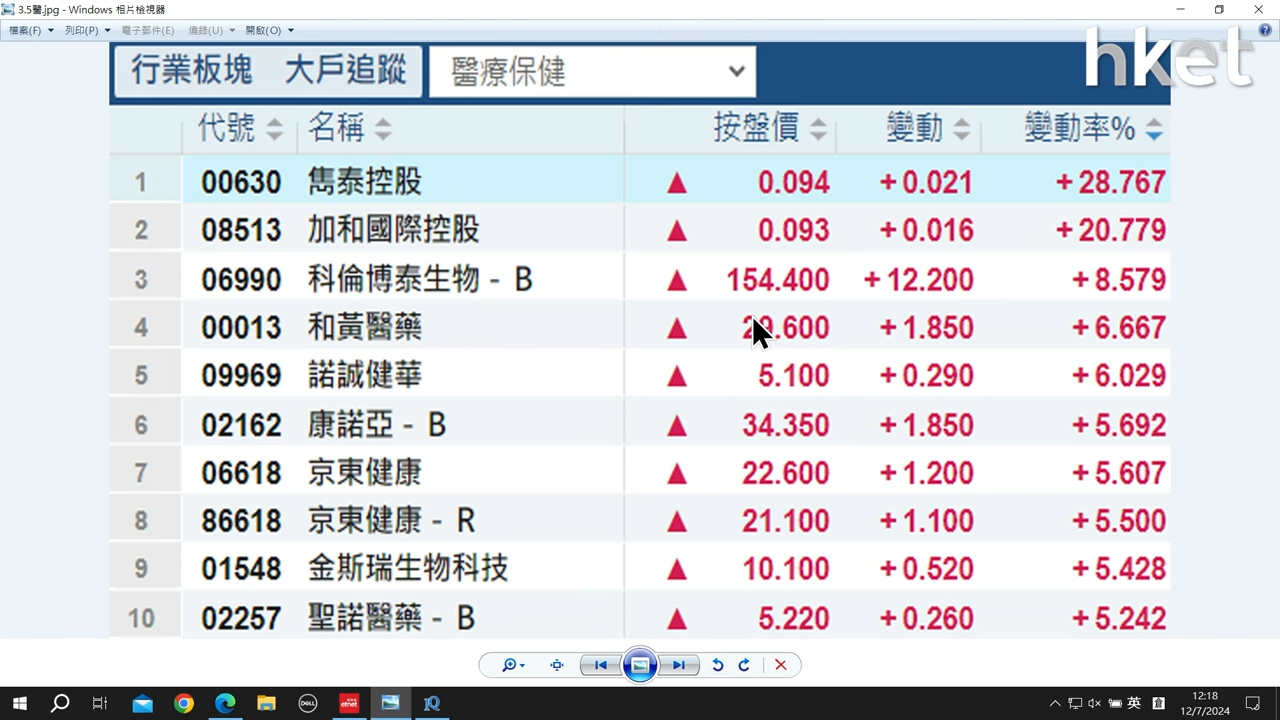 3.5醫.jpg - Windows 相片檢視器
檔案(F) 列印(P) 電子郵件(E) 燒錄(U) 開啟(O)
hket
行業板塊 大戶追蹤 醫療保健
代號 名稱 按盤價 變動 變動率%
1 00630 雋泰控股 ▲ 0.094 +0.021 +28.767
2 08513 加和國際控股 ▲ 0.093 +0.016 +20.779
3 06990 科倫博泰生物 - B ▲ 154.400 +12.200 +8.579
4 00013 和黃醫藥 ▲ +1.850 +6.667
5 09969 諾誠健華 ▲ 5.100 +0.290 +6.029
6 02162 康諾亞 - B ▲ 34.350 +1.850 +5.692
7 06618 京東健康 ▲ 22.600 +1.200 +5.607
8 86618 京東健康 - R ▲ 21.100 +1.100 +5.500
9 01548 金斯瑞生物科技 ▲ 10.100 +0.520 +5.428
10 02257 聖諾醫藥 - B ▲ 5.220 +0.260 +5.242
DELL etnet IQ 英 倉 12:18
12/7/2024